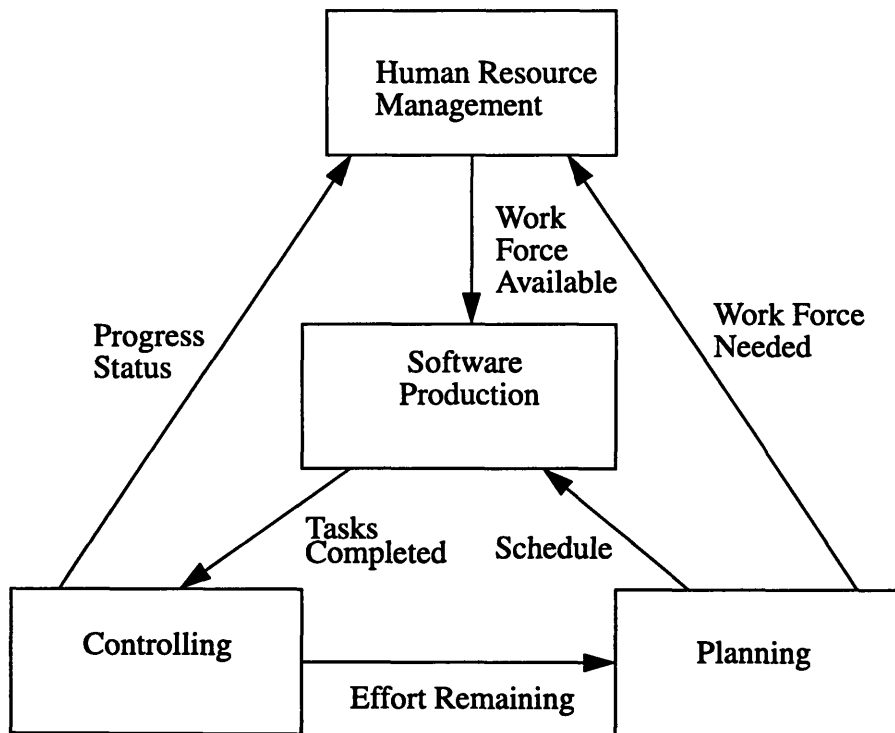 Human Resource
Management
Work
Force
Available
Progress
Status
Work Force
Needed
Software
Production
Tasks
Completed
Schedule
Controlling
Planning
Effort Remaining